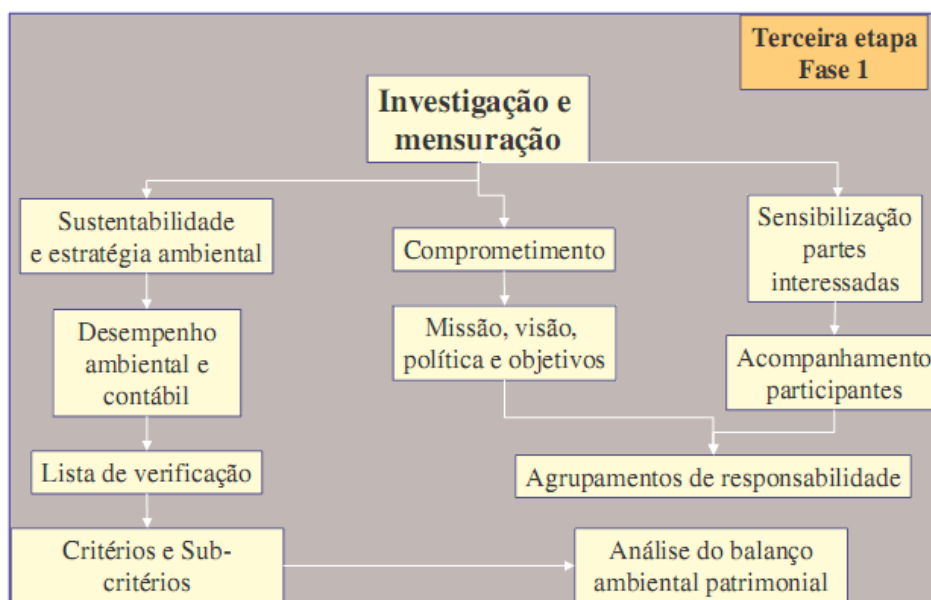 Terceira etapa
Fase 1
Investigação e
mensuração
Sustentabilidade
e estratégia ambiental
Comprometimento
Sensibilização
partes
interessadas
Desempenho
ambiental e
contábil
Missão, visão,
política e objetivos
Acompanhamento
participantes
Lista de verificação
Agrupamentos de responsabilidade
Critérios e Sub-
critérios
Análise do balanço
ambiental patrimonial